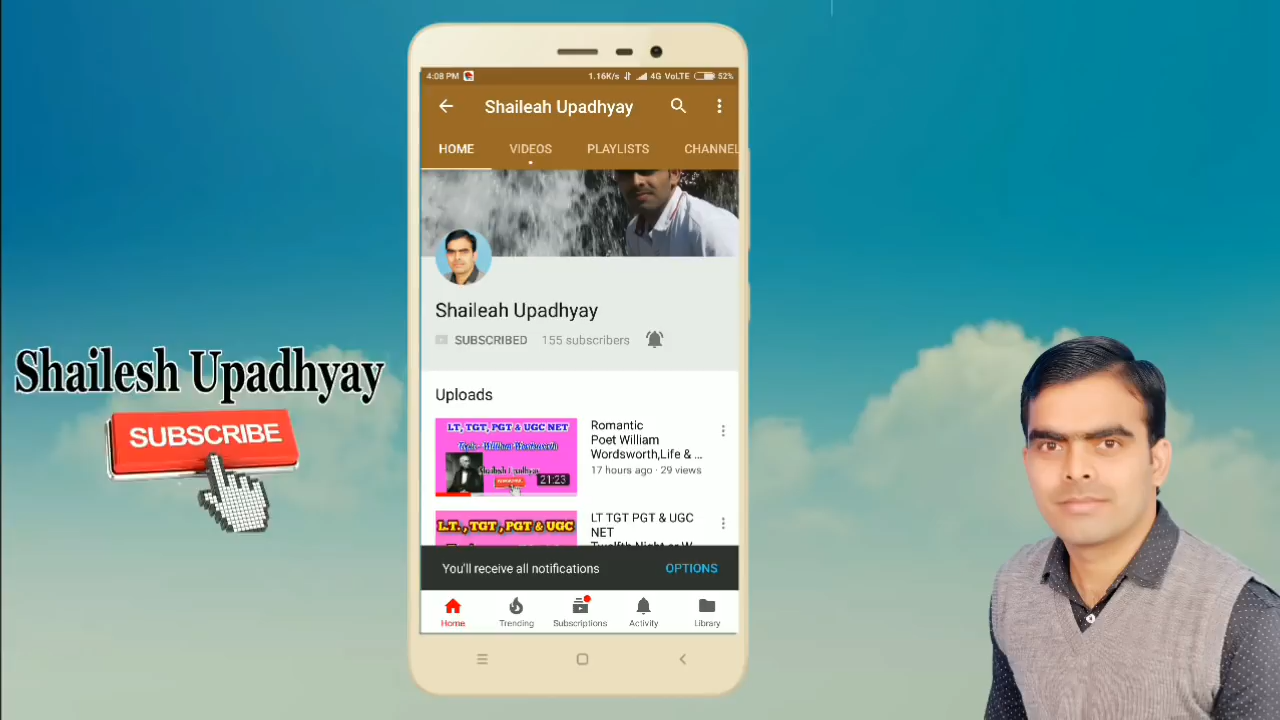 4:08 PM
1.16K/s 4G VoLTE 52%
Shaileah Upadhyay
HOME VIDEOS PLAYLISTS CHANNEL
Shaileah Upadhyay
SUBSCRIBED 155 subscribers
Uploads
LT, TGT, PGT & UGC NET
21:23
Romantic
Poet William
Wordsworth,Life & ...
17 hours ago · 29 views
L.T. , TGT , PGT & UGC
LT TGT PGT & UGC
NET
You'll receive all notifications OPTIONS
Home Trending Subscriptions Activity Library
Shailesh Upadhyay
SUBSCRIBE